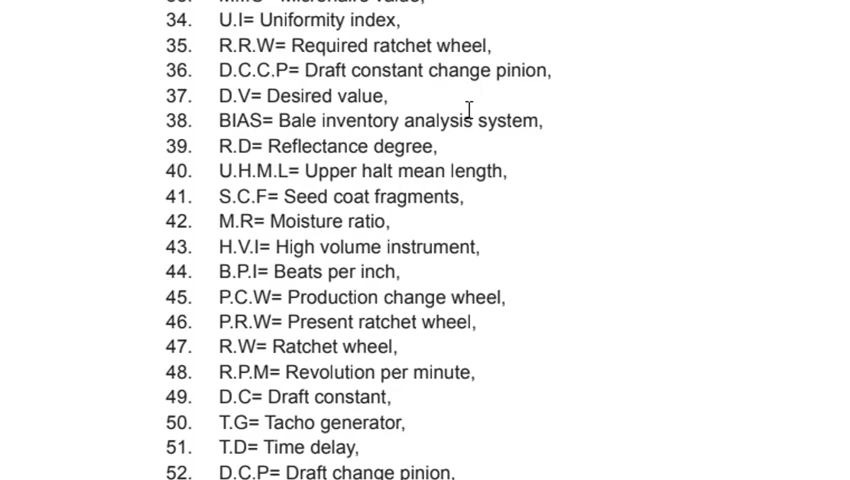 34. U.I= Uniformity index,
35. R.R.W= Required ratchet wheel,
36. D.C.C.P= Draft constant change pinion,
37. D.V= Desired value,
38. BIAS= Bale inventory analysis system,
39. R.D= Reflectance degree,
40. U.H.M.L= Upper halt mean length,
41. S.C.F= Seed coat fragments,
42. M.R= Moisture ratio,
43. H.V.I= High volume instrument,
44. B.P.I= Beats per inch,
45. P.C.W= Production change wheel,
46. P.R.W= Present ratchet wheel,
47. R.W= Ratchet wheel,
48. R.P.M= Revolution per minute,
49. D.C= Draft constant,
50. T.G= Tacho generator,
51. T.D= Time delay,
52. D.C.P= Draft change pinion,